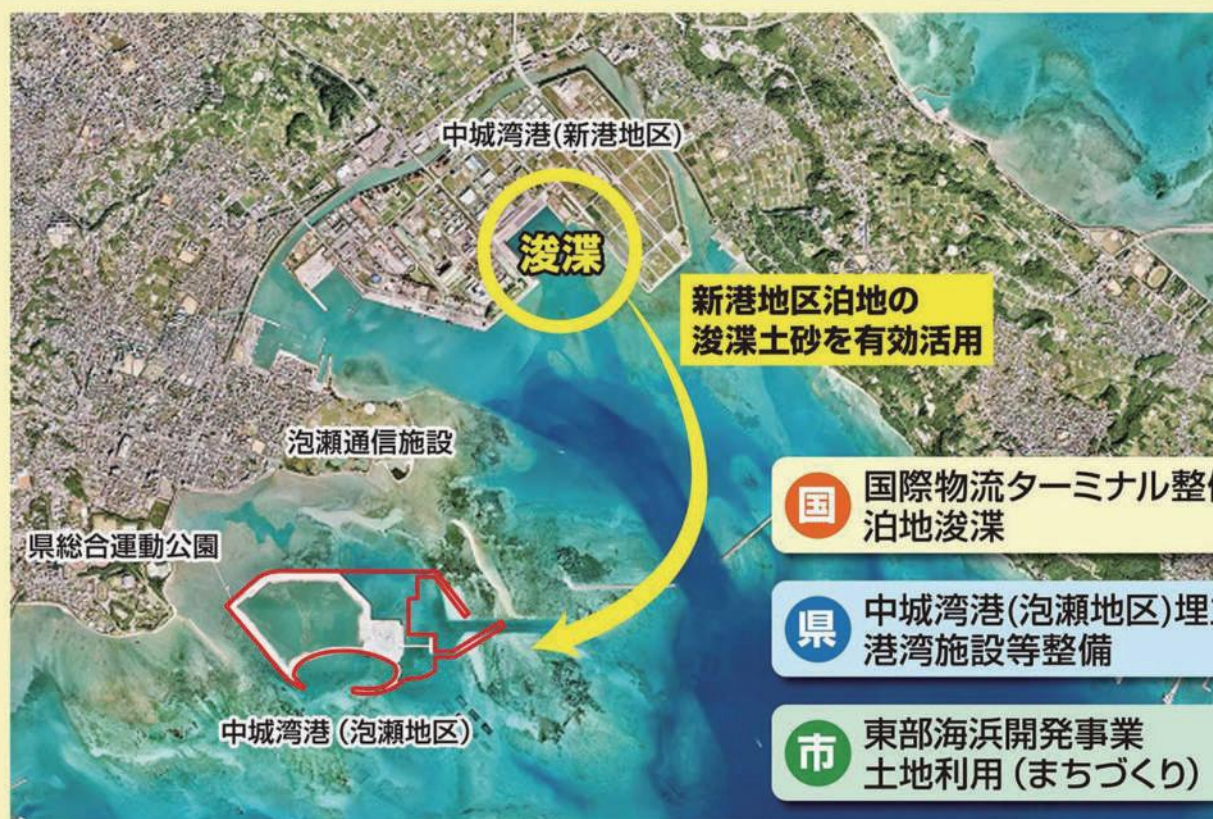 中城湾港(新港地区)
浚渫
新港地区泊地の
浚渫土砂を有効活用
泡瀬通信施設
県総合運動公園
中城湾港(泡瀬地区)
国 国際物流ターミナル整
泊地浚渫
県 中城湾港(泡瀬地区)埋
港湾施設等整備
市 東部海浜開発事業
土地利用(まちづくり)